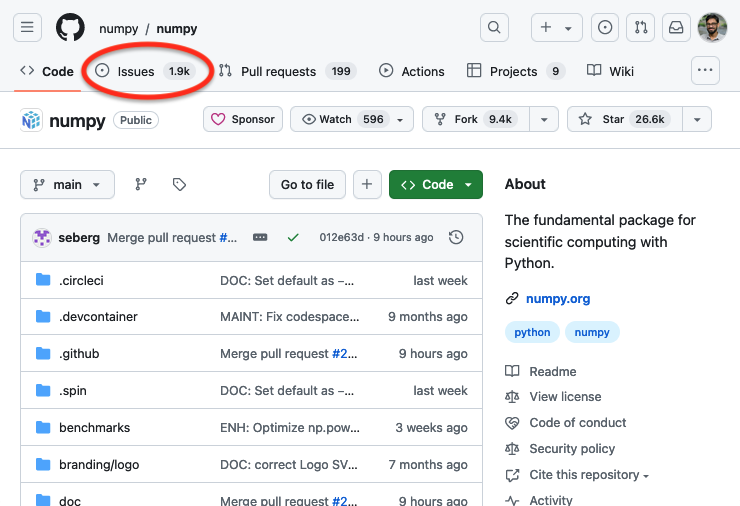 numpy / numpy
Code Issues 1.9k Pull requests 199 Actions Projects 9 Wiki
numpy Public Sponsor Watch 596 Fork 9.4k Star 26.6k
main Go to file Code
About
The fundamental package for
scientific computing with
Python.
numpy.org
python numpy
Readme
View license
Code of conduct
Security policy
Cite this repository
Activity
seberg Merge pull request #2... 012e63d · 9 hours ago
.circleci DOC: Set default as –... last week
.devcontainer MAINT: Fix codespace... 9 months ago
.github Merge pull request #2... 9 hours ago
.spin DOC: Set default as –... last week
benchmarks ENH: Optimize np.pow... 3 weeks ago
branding/logo DOC: correct Logo SV... 7 months ago
doc Merge pull request #2... 9 hours ago